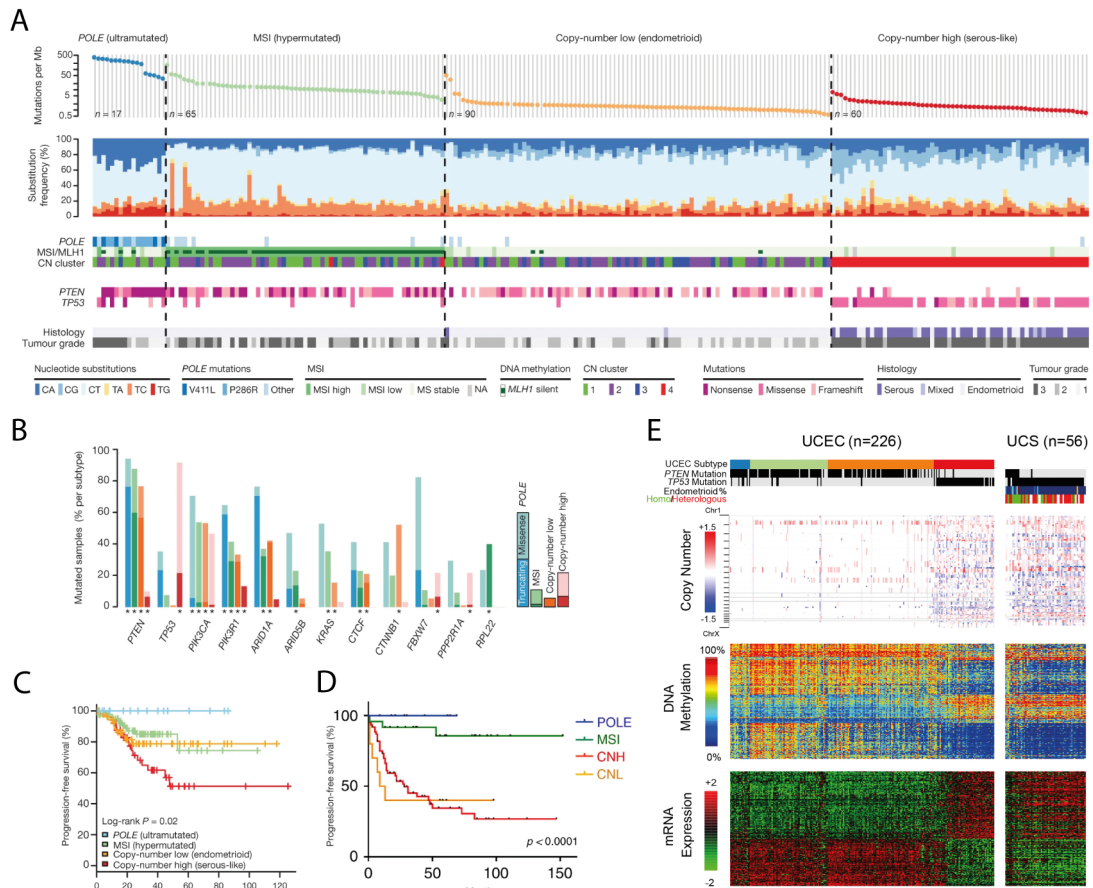 A
POLE (ultramutated)
MSI (hypermutated)
Copy-number low (endometrioid)
Copy-number high (serous-like)
Mutations per Mb
500
50
5
0.5
n = 17
n = 65
n = 90
n = 60
Substitution
frequency (%)
100
80
60
40
20
0
POLE
MSI/MLH1
CN cluster
PTEN
TP53
Histology
Tumour grade
Nucleotide substitutions
CA CG CT TA TC TG
POLE mutations
V411L P286R Other
MSI
MSI high MSI low MS stable NA
DNA methylation
MLH1 silent
CN cluster
1 2 3 4
Mutations
Nonsense Missense Frameshift
Histology
Serous Mixed Endometrioid
Tumour grade
3 2 1
B
Mutated samples (% per subtype)
100
80
60
40
20
0
* * * *
*
* * * *
* * * *
* *
*
* *
* *
*
*
*
PTEN
TP53
PIK3CA
PIK3R1
ARID1A
ARID5B
KRAS
CTCF
CTNNB1
FBXW7
PPP2R1A
RPL22
Truncating
Missense
POLE
MSI
Copy-number low
Copy-number high
C
Progression-free survival (%)
100
80
60
40
20
0
Log-rank P = 0.02
POLE (ultramutated)
MSI (hypermutated)
Copy-number low (endometrioid)
Copy-number high (serous-like)
0 20 40 60 80 100 120
D
Progression-free survival (%)
100
50
0
POLE
MSI
CNH
CNL
p < 0.0001
0 50 100 150
E
UCEC (n=226)
UCS (n=56)
UCEC Subtype
PTEN Mutation
TP53 Mutation
Endometrioid %
Homo/Heterologous
Chr1
Copy Number
+1.5
-1.5
ChrX
DNA
Methylation
100%
0%
mRNA
Expression
+2
-2